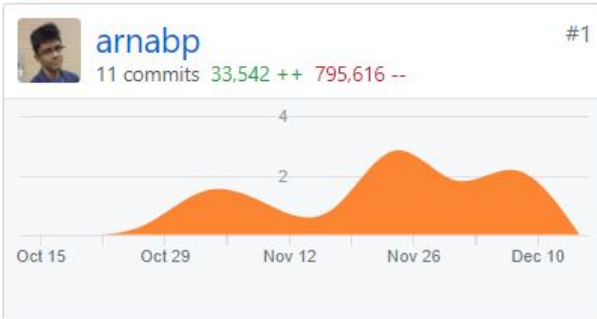 arnabp
#1
11 commits 33,542 ++ 795,616 --
4
2
Oct 15 Oct 29 Nov 12 Nov 26 Dec 10